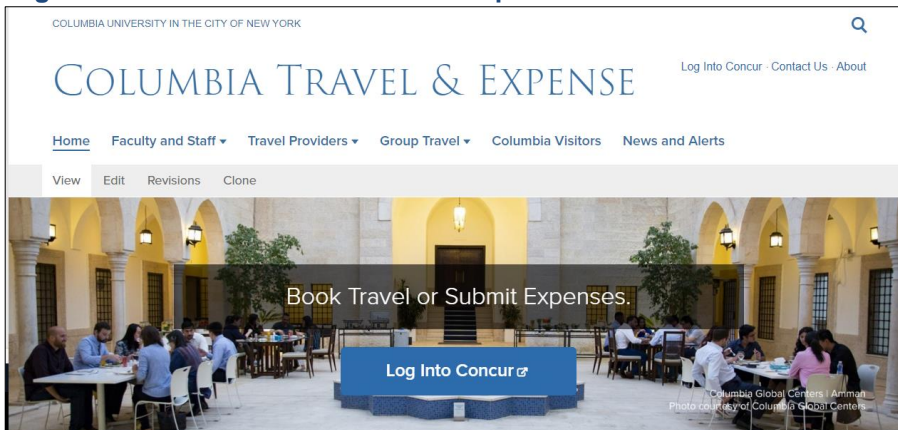 COLUMBIA UNIVERSITY IN THE CITY OF NEW YORK
COLUMBIA TRAVEL & EXPENSE
Log Into Concur · Contact Us · About
Home Faculty and Staff Travel Providers Group Travel Columbia Visitors News and Alerts
View Edit Revisions Clone
Book Travel or Submit Expenses.
Log Into Concur
Columbia Global Centers | Amman
Photo courtesy of Columbia Global Centers